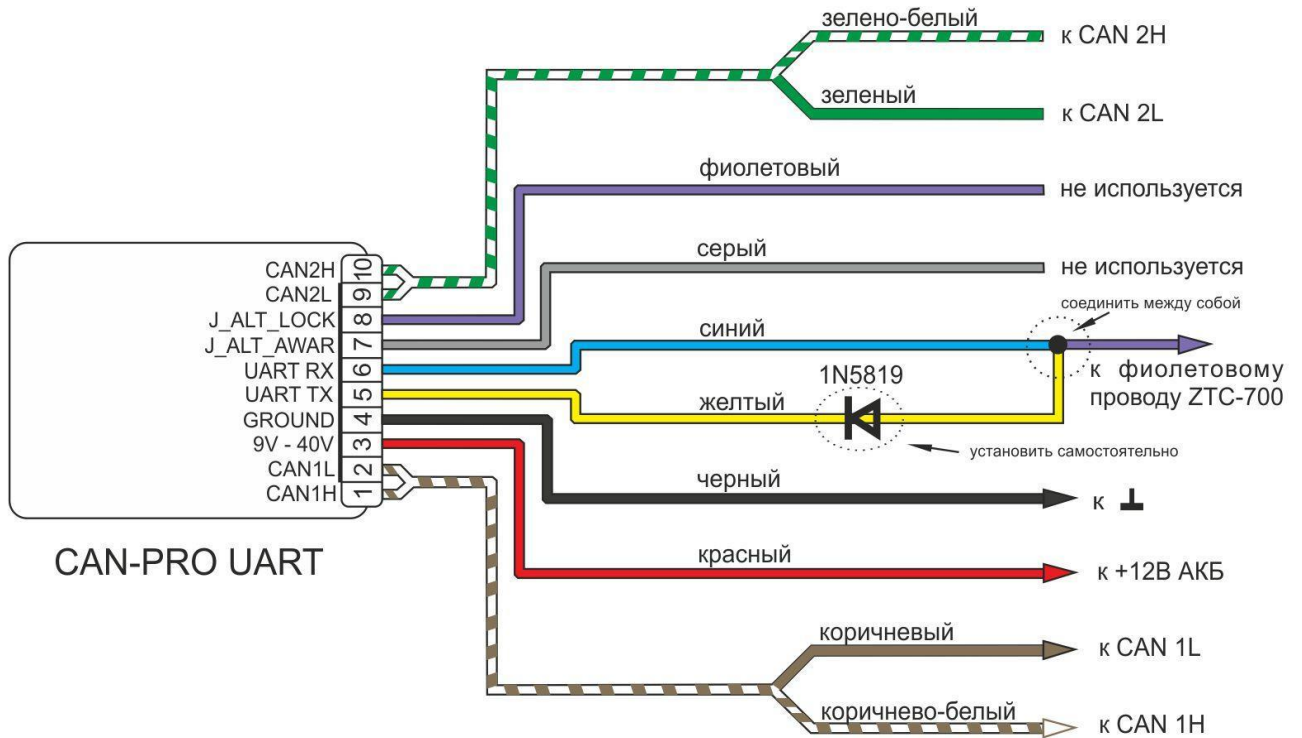 зелено-белый
к CAN 2H
зеленый
к CAN 2L
фиолетовый
не используется
серый
не используется
соединить между собой
синий
к фиолетовому
проводу ZTC-700
1N5819
желтый
установить самостоятельно
черный
к
красный
к +12В АКБ
коричневый
к CAN 1L
коричнево-белый
к CAN 1H
CAN2H 10
CAN2L 9
J_ALT_LOCK 8
J_ALT_AWAR 7
UART RX 6
UART TX 5
GROUND 4
9V - 40V 3
CAN1L 2
CAN1H 1
CAN-PRO UART